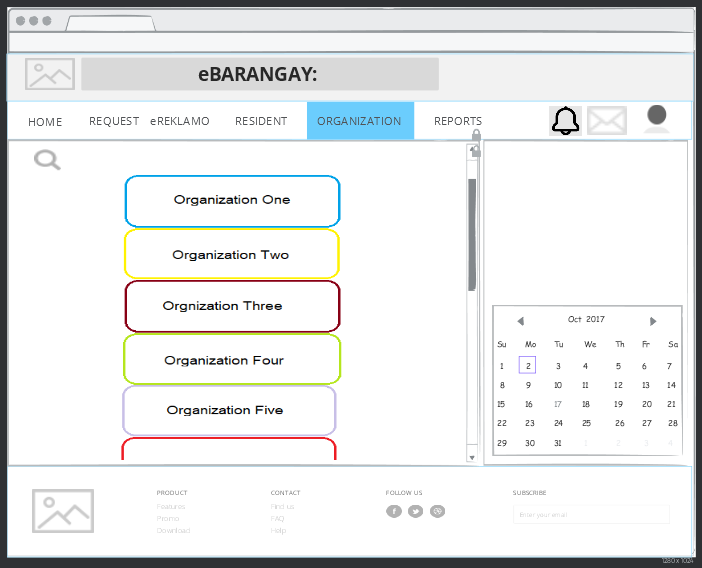 eBARANGAY:
HOME REQUEST eREKLAMO RESIDENT ORGANIZATION REPORTS
Organization One
Organization Two
Orgnization Three
Organization Four
Organization Five
Oct 2017
Su Mo Tu We Th Fr Sa
1 2 3 4 5 6 7
8 9 10 11 12 13 14
15 16 17 18 19 20 21
22 23 24 25 26 27 28
29 30 31 1 2 3 4
PRODUCT CONTACT FOLLOW US SUBSCRIBE
Features Find us Enter your email
Promo FAQ
Download Help
1280 x 1024